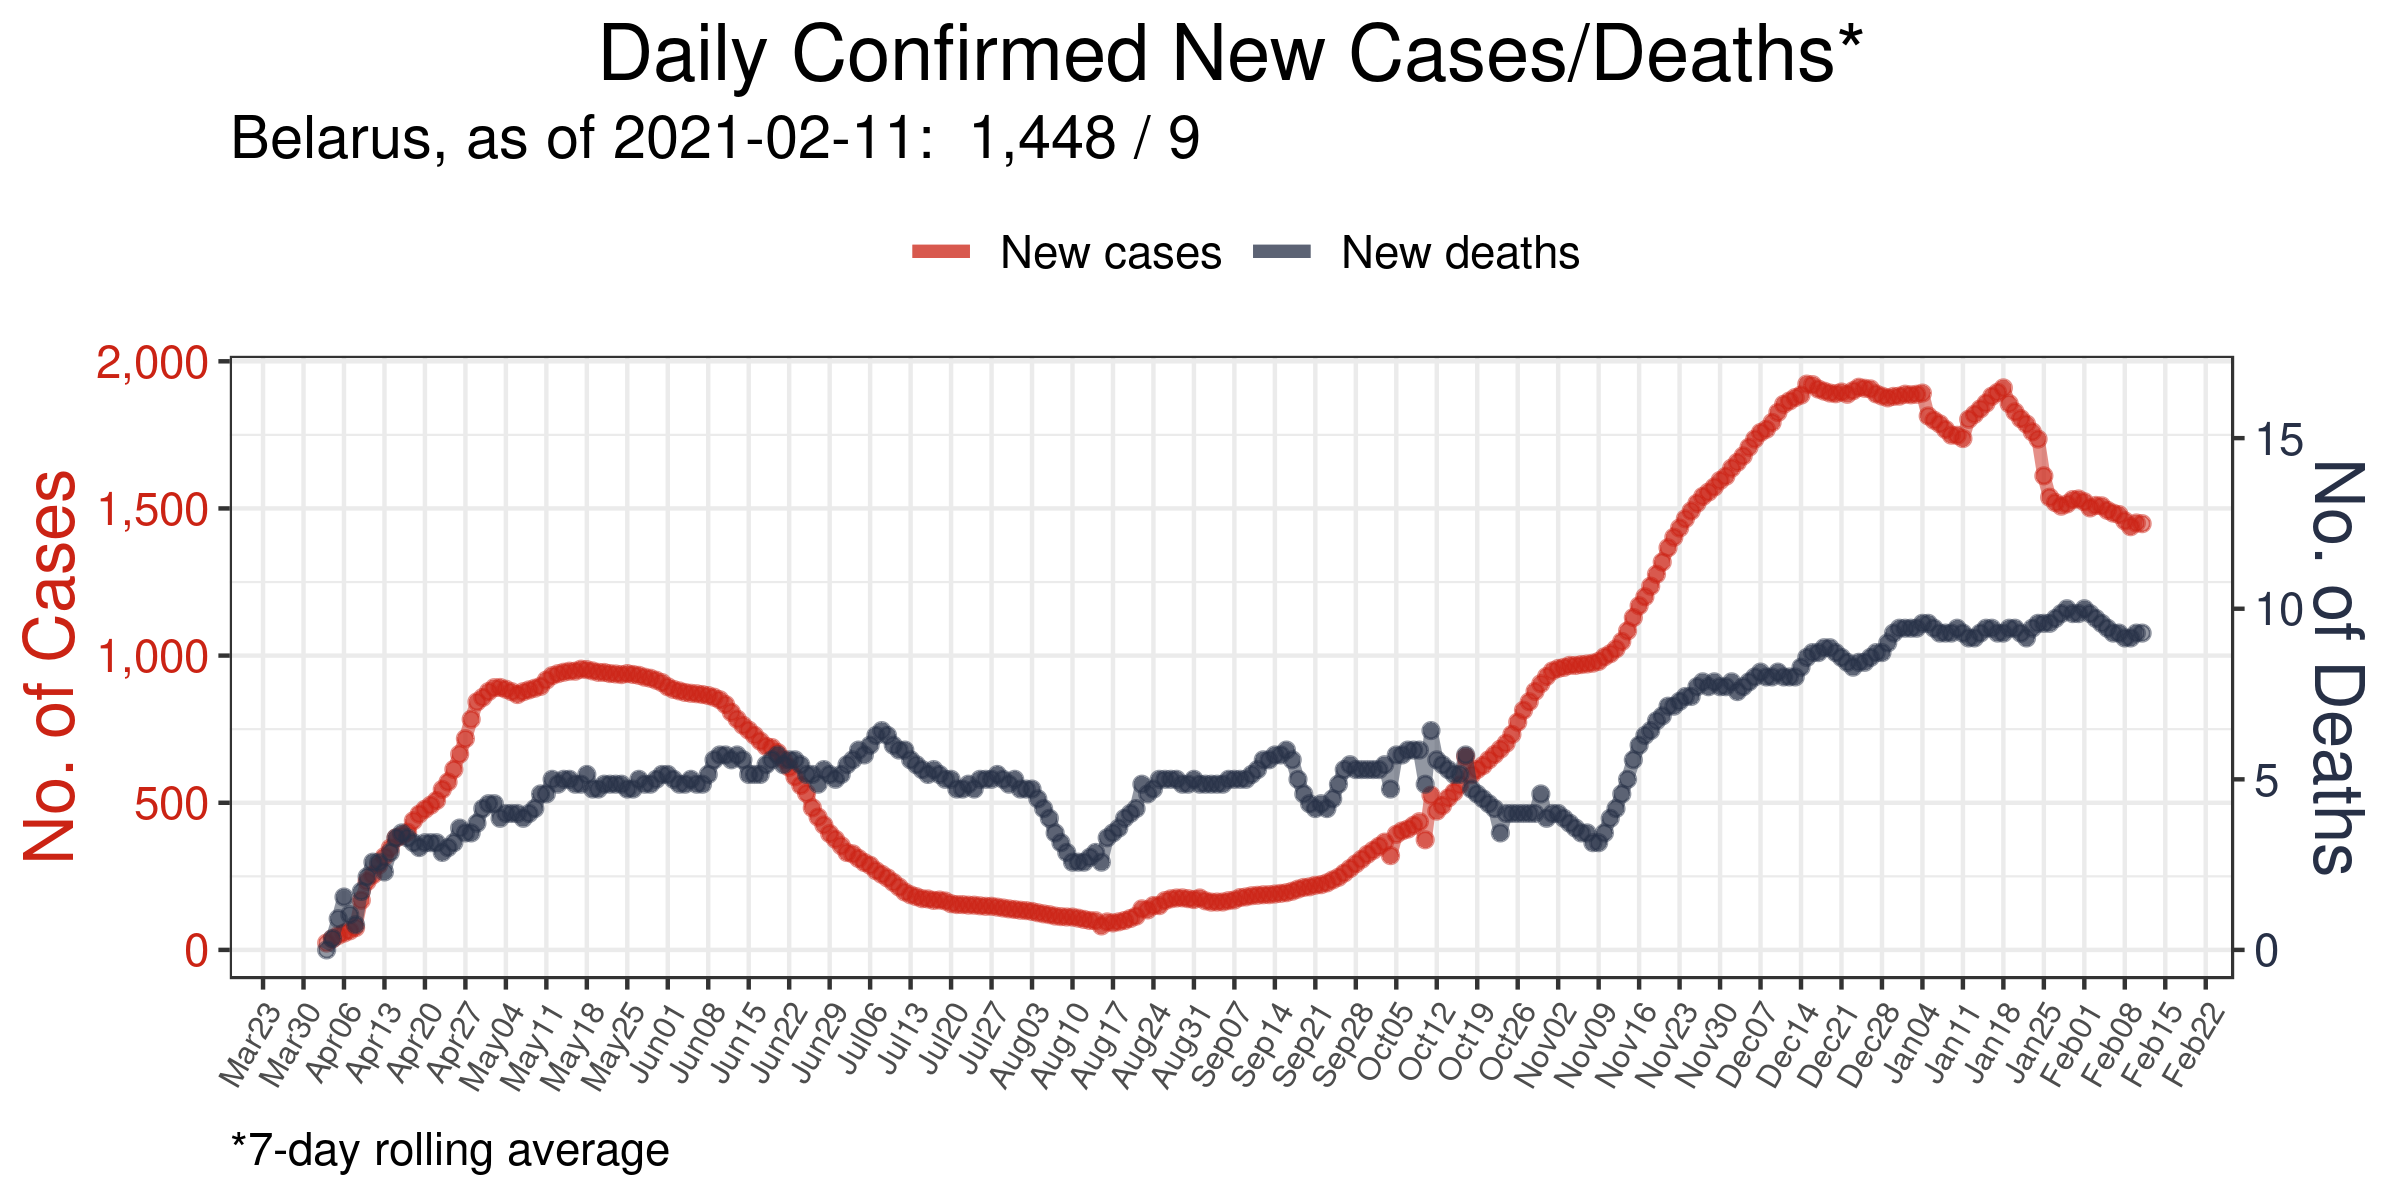 Daily Confirmed New Cases/Deaths*
Belarus, as of 2021-02-11:  1,448 / 9
New cases
New deaths
No. of Cases
2,000
1,500
1,000
500
0
15
10
5
0
No. of Deaths
Mar23
Mar30
Apr06
Apr13
Apr20
Apr27
May04
May11
May18
May25
Jun01
Jun08
Jun15
Jun22
Jun29
Jul06
Jul13
Jul20
Jul27
Aug03
Aug10
Aug17
Aug24
Aug31
Sep07
Sep14
Sep21
Sep28
Oct05
Oct12
Oct19
Oct26
Nov02
Nov09
Nov16
Nov23
Nov30
Dec07
Dec14
Dec21
Dec28
Jan04
Jan11
Jan18
Jan25
Feb01
Feb08
Feb15
Feb22
*7-day rolling average